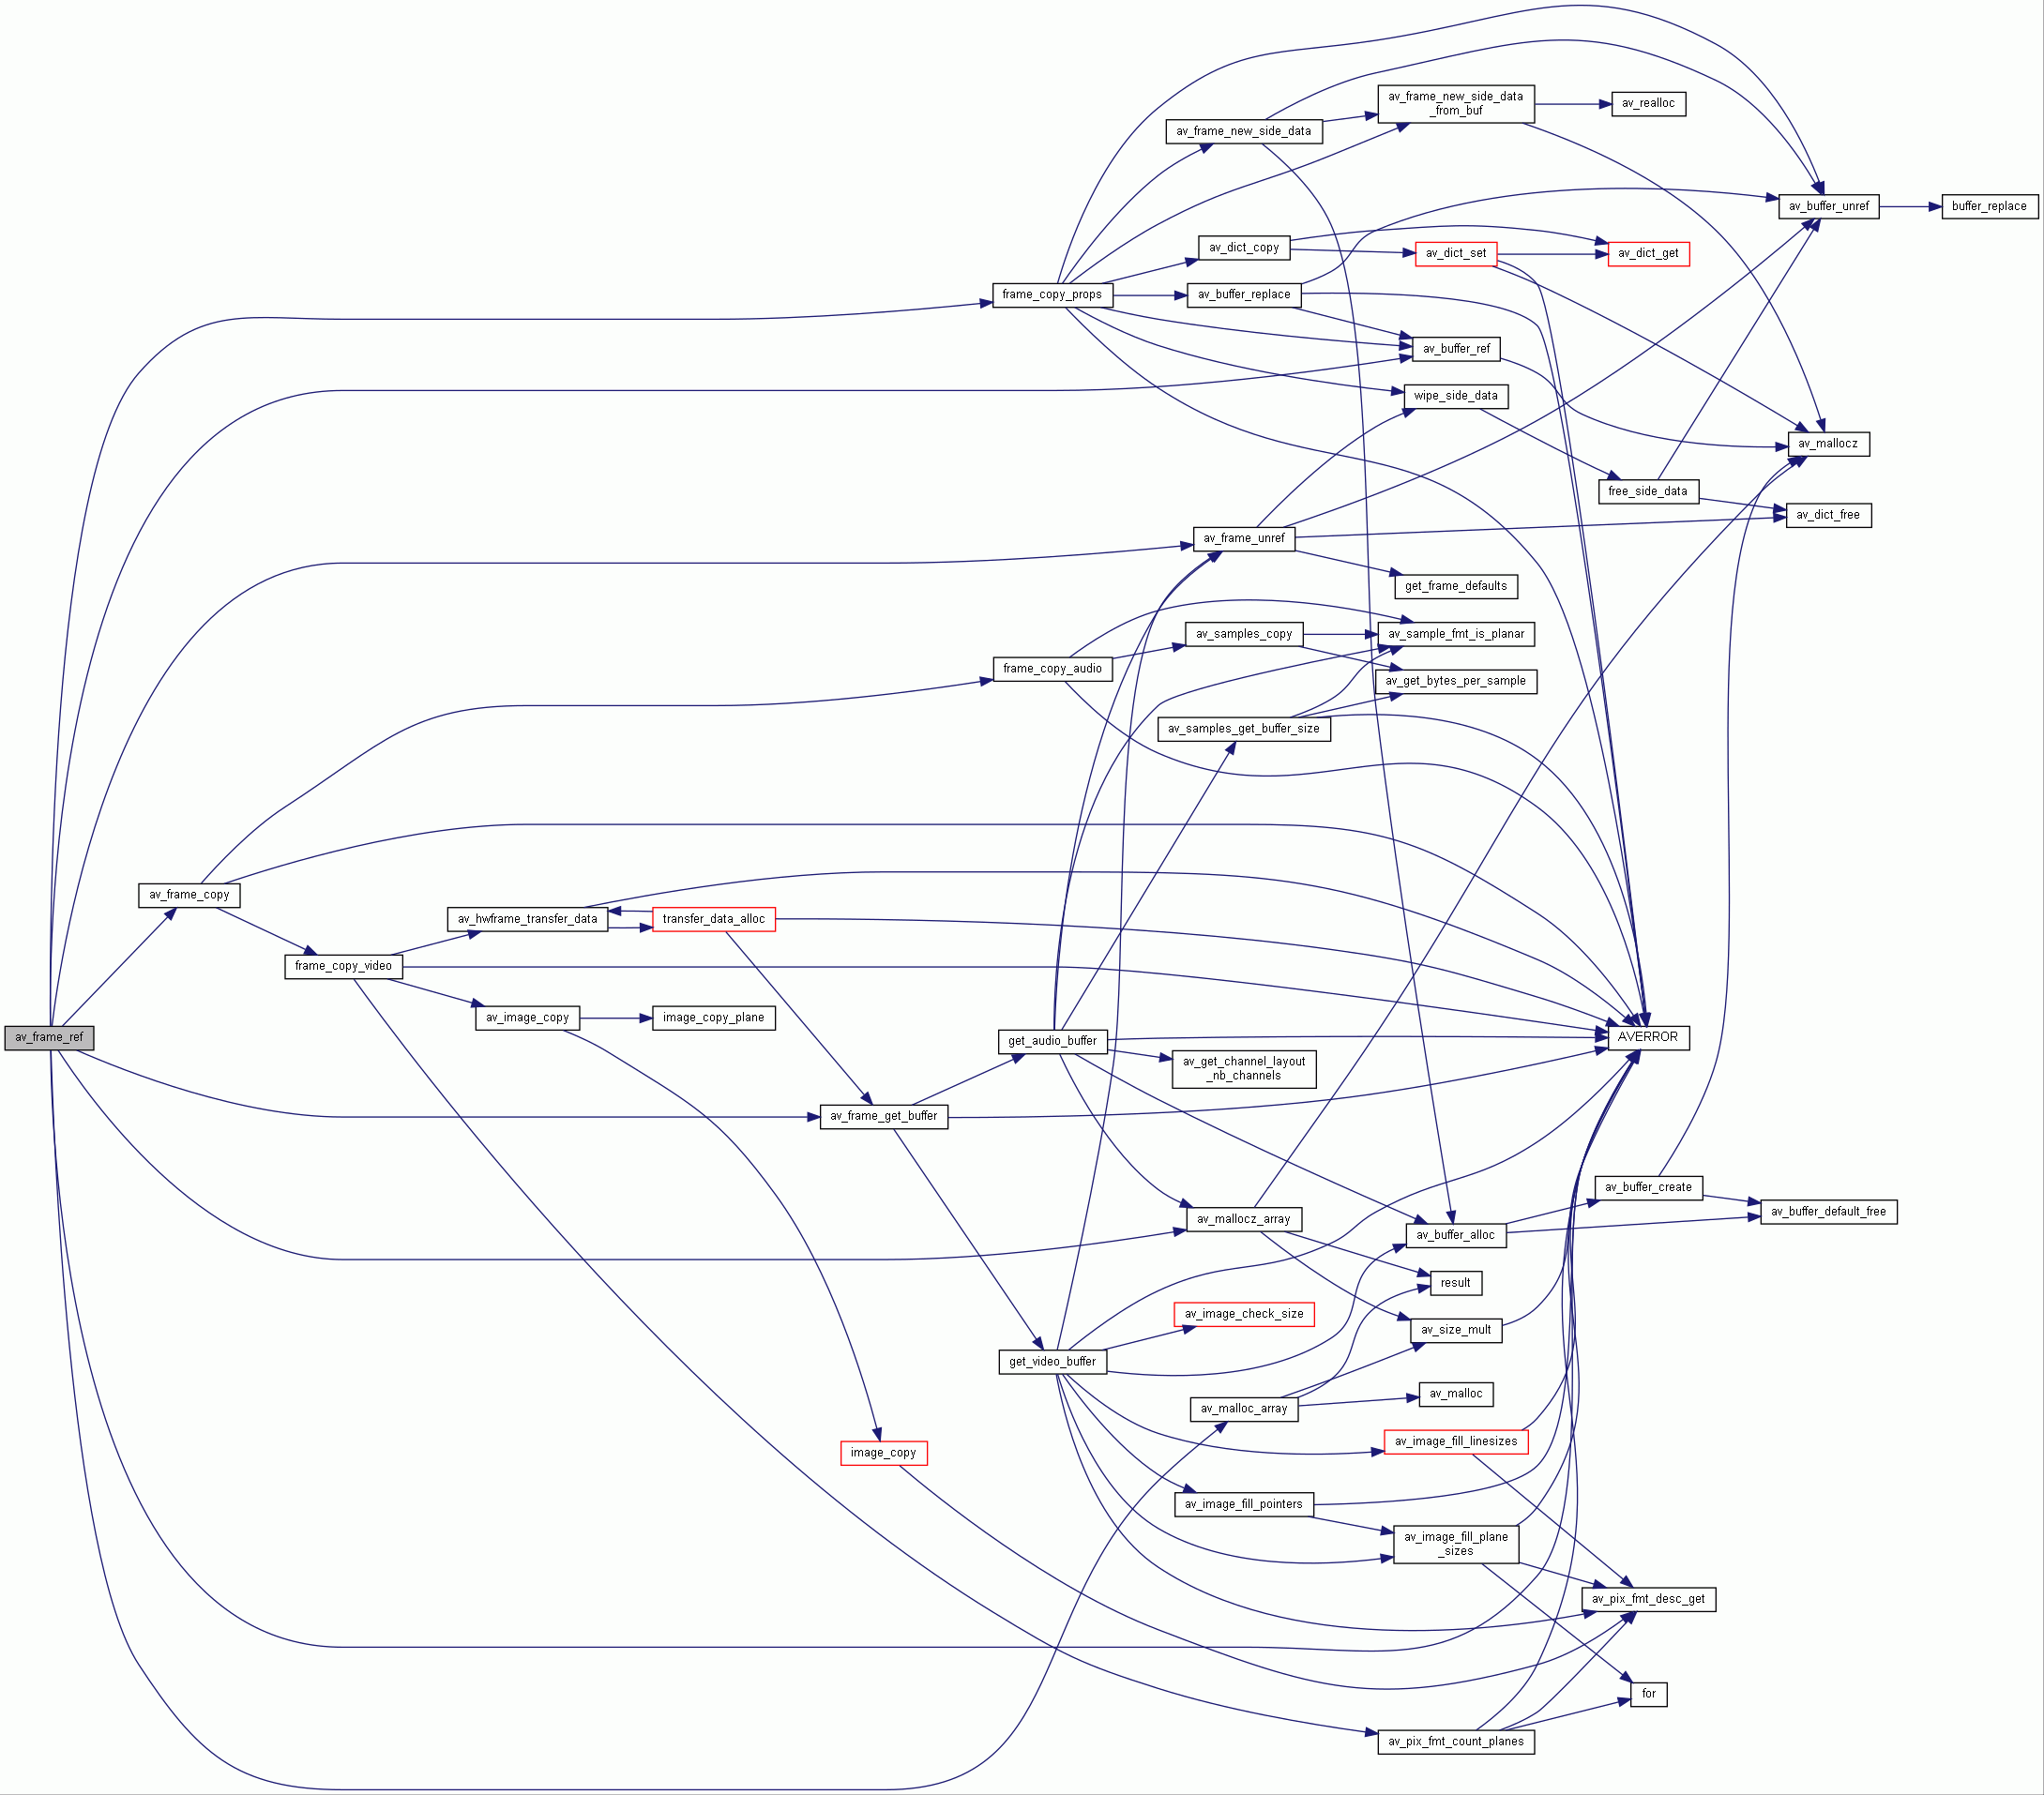 av_frame_new_side_data
_from_buf
av_realloc
av_frame_new_side_data
av_buffer_unref
buffer_replace
av_dict_copy
av_dict_set
av_dict_get
frame_copy_props
av_buffer_replace
av_buffer_ref
wipe_side_data
av_mallocz
free_side_data
av_dict_free
av_frame_unref
get_frame_defaults
av_samples_copy
av_sample_fmt_is_planar
frame_copy_audio
av_get_bytes_per_sample
av_samples_get_buffer_size
av_frame_copy
av_hwframe_transfer_data
transfer_data_alloc
frame_copy_video
av_image_copy
image_copy_plane
av_frame_ref
get_audio_buffer
AVERROR
av_get_channel_layout
_nb_channels
av_frame_get_buffer
av_buffer_create
av_buffer_default_free
av_mallocz_array
av_buffer_alloc
result
av_image_check_size
av_size_mult
get_video_buffer
av_malloc
av_malloc_array
av_image_fill_linesizes
image_copy
av_image_fill_pointers
av_image_fill_plane
_sizes
av_pix_fmt_desc_get
for
av_pix_fmt_count_planes